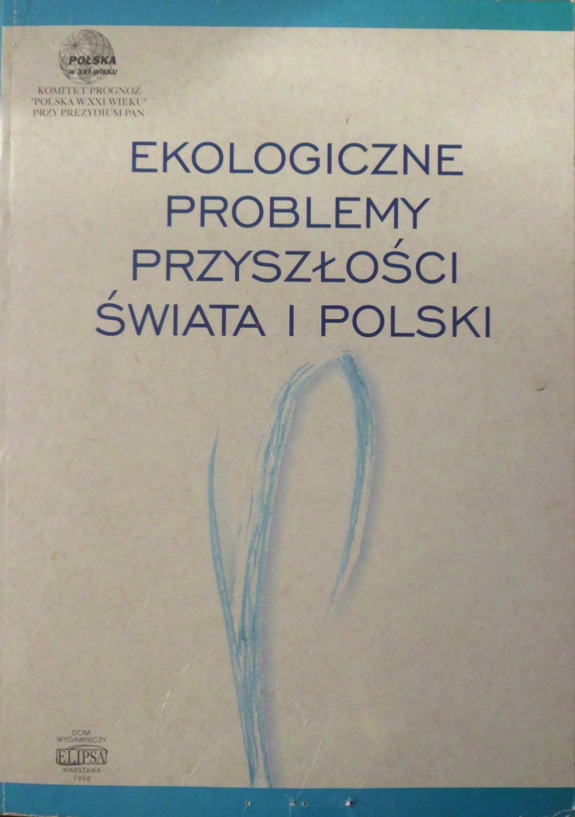 POLSKA
W XXI WIEKU
KOMITET PROGNOZ
"POLSKA W XXI WIEKU"
PRZY PREZYDIUM PAN
EKOLOGICZNE
PROBLEMY
PRZYSZŁOŚCI
ŚWIATA I POLSKI
DOM
WYDAWNICZY
ELIPSA
WARSZAWA
1998